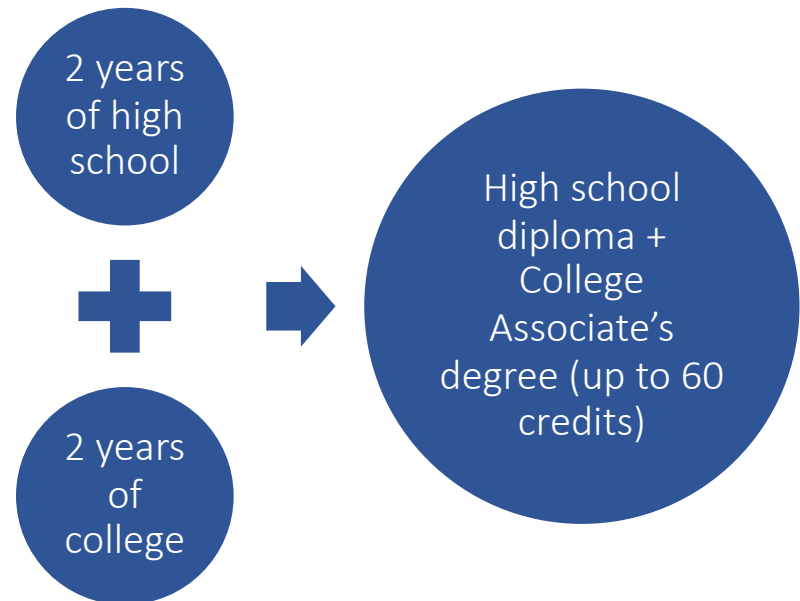 2 years
of high
school
2 years
of
college
High school
diploma +
College
Associate’s
degree (up to 60
credits)